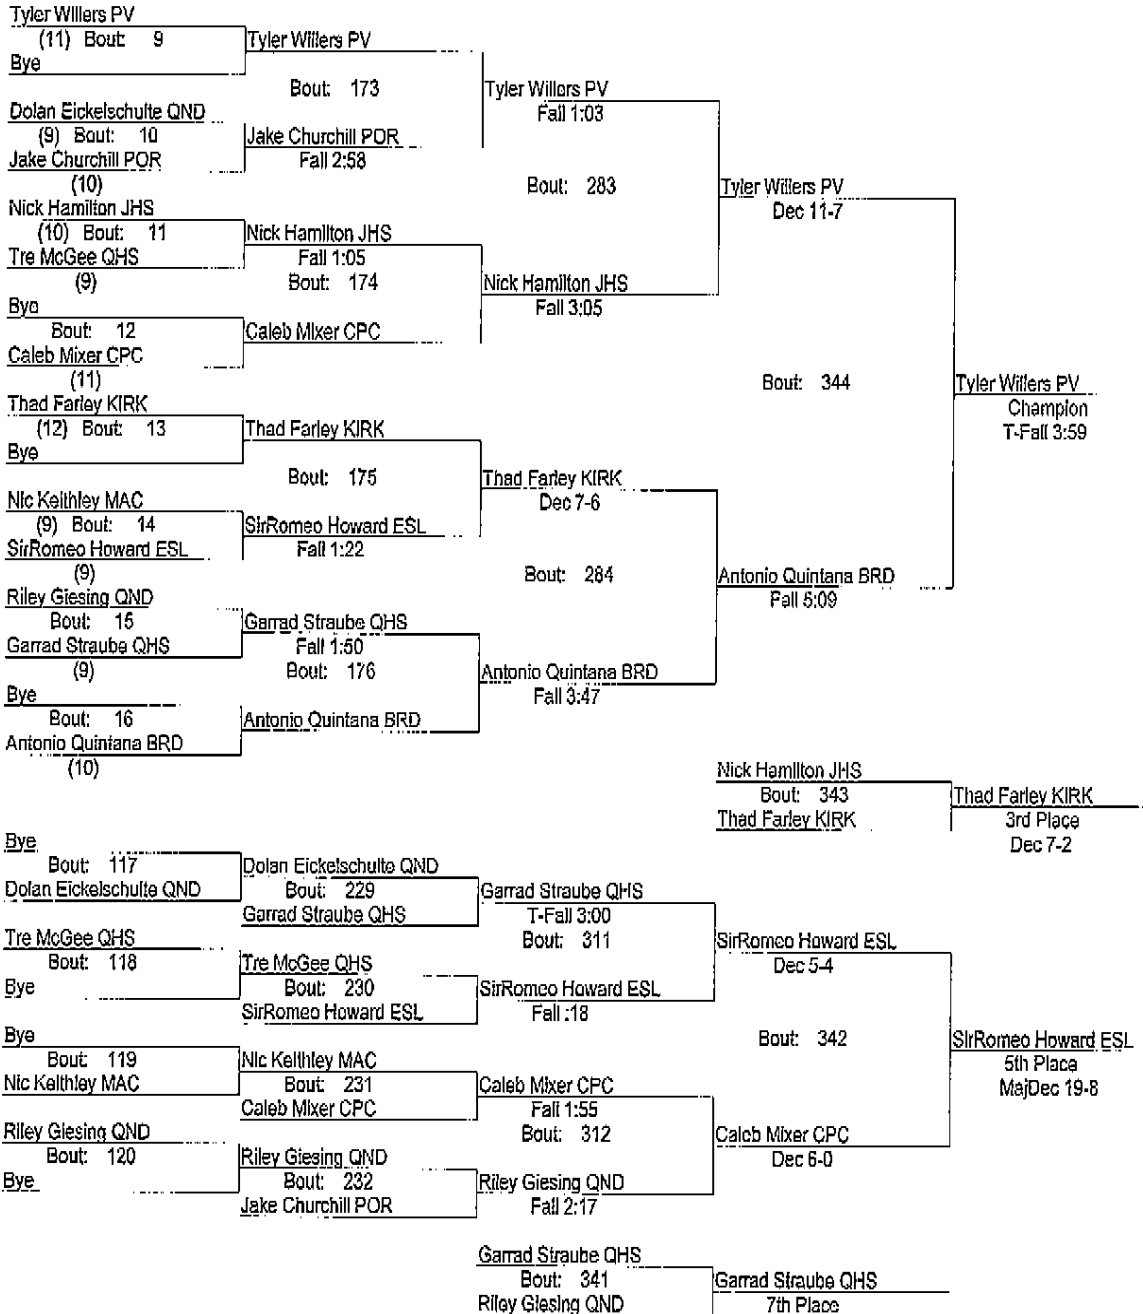 Tyler Willers PV
(11) Bout: 9
Bye
Tyler Willers PV
Bout: 173
Dolan Eickelschulte QND
(9) Bout: 10
Jake Churchill POR
(10)
Jake Churchill POR
Fall 2:58
Tyler Willers PV
Fall 1:03
Bout: 283
Nick Hamilton JHS
(10) Bout: 11
Tre McGee QHS
(9)
Nick Hamilton JHS
Fall 1:05
Bout: 174
Bye
Bout: 12
Caleb Mixer CPC
(11)
Caleb Mixer CPC
Nick Hamilton JHS
Fall 3:05
Tyler Willers PV
Dec 11-7
Bout: 344
Tyler Willers PV
Champion
T-Fall 3:59
Thad Farley KIRK
(12) Bout: 13
Bye
Thad Farley KIRK
Bout: 175
Nic Keithley MAC
(9) Bout: 14
SirRomeo Howard ESL
(9)
SirRomeo Howard ESL
Fall 1:22
Thad Farley KIRK
Dec 7-6
Bout: 284
Riley Giesing QND
Bout: 15
Garrad Straube QHS
(9)
Garrad Straube QHS
Fall 1:50
Bout: 176
Bye
Bout: 16
Antonio Quintana BRD
(10)
Antonio Quintana BRD
Antonio Quintana BRD
Fall 3:47
Antonio Quintana BRD
Fall 5:09
Nick Hamilton JHS
Bout: 343
Thad Farley KIRK
Thad Farley KIRK
3rd Place
Dec 7-2
Bye
Bout: 117
Dolan Eickelschulte QND
Dolan Eickelschulte QND
Bout: 229
Garrad Straube QHS
Garrad Straube QHS
T-Fall 3:00
Bout: 311
Tre McGee QHS
Bout: 118
Bye
Tre McGee QHS
Bout: 230
SirRomeo Howard ESL
SirRomeo Howard ESL
Fall :18
SirRomeo Howard ESL
Dec 5-4
Bout: 342
SirRomeo Howard ESL
5th Place
MajDec 19-8
Bye
Bout: 119
Nic Keithley MAC
Nic Keithley MAC
Bout: 231
Caleb Mixer CPC
Caleb Mixer CPC
Fall 1:55
Bout: 312
Riley Giesing QND
Bout: 120
Bye
Riley Giesing QND
Bout: 232
Jake Churchill POR
Riley Giesing QND
Fall 2:17
Caleb Mixer CPC
Dec 6-0
Garrad Straube QHS
Bout: 341
Riley Giesing QND
Garrad Straube QHS
7th Place